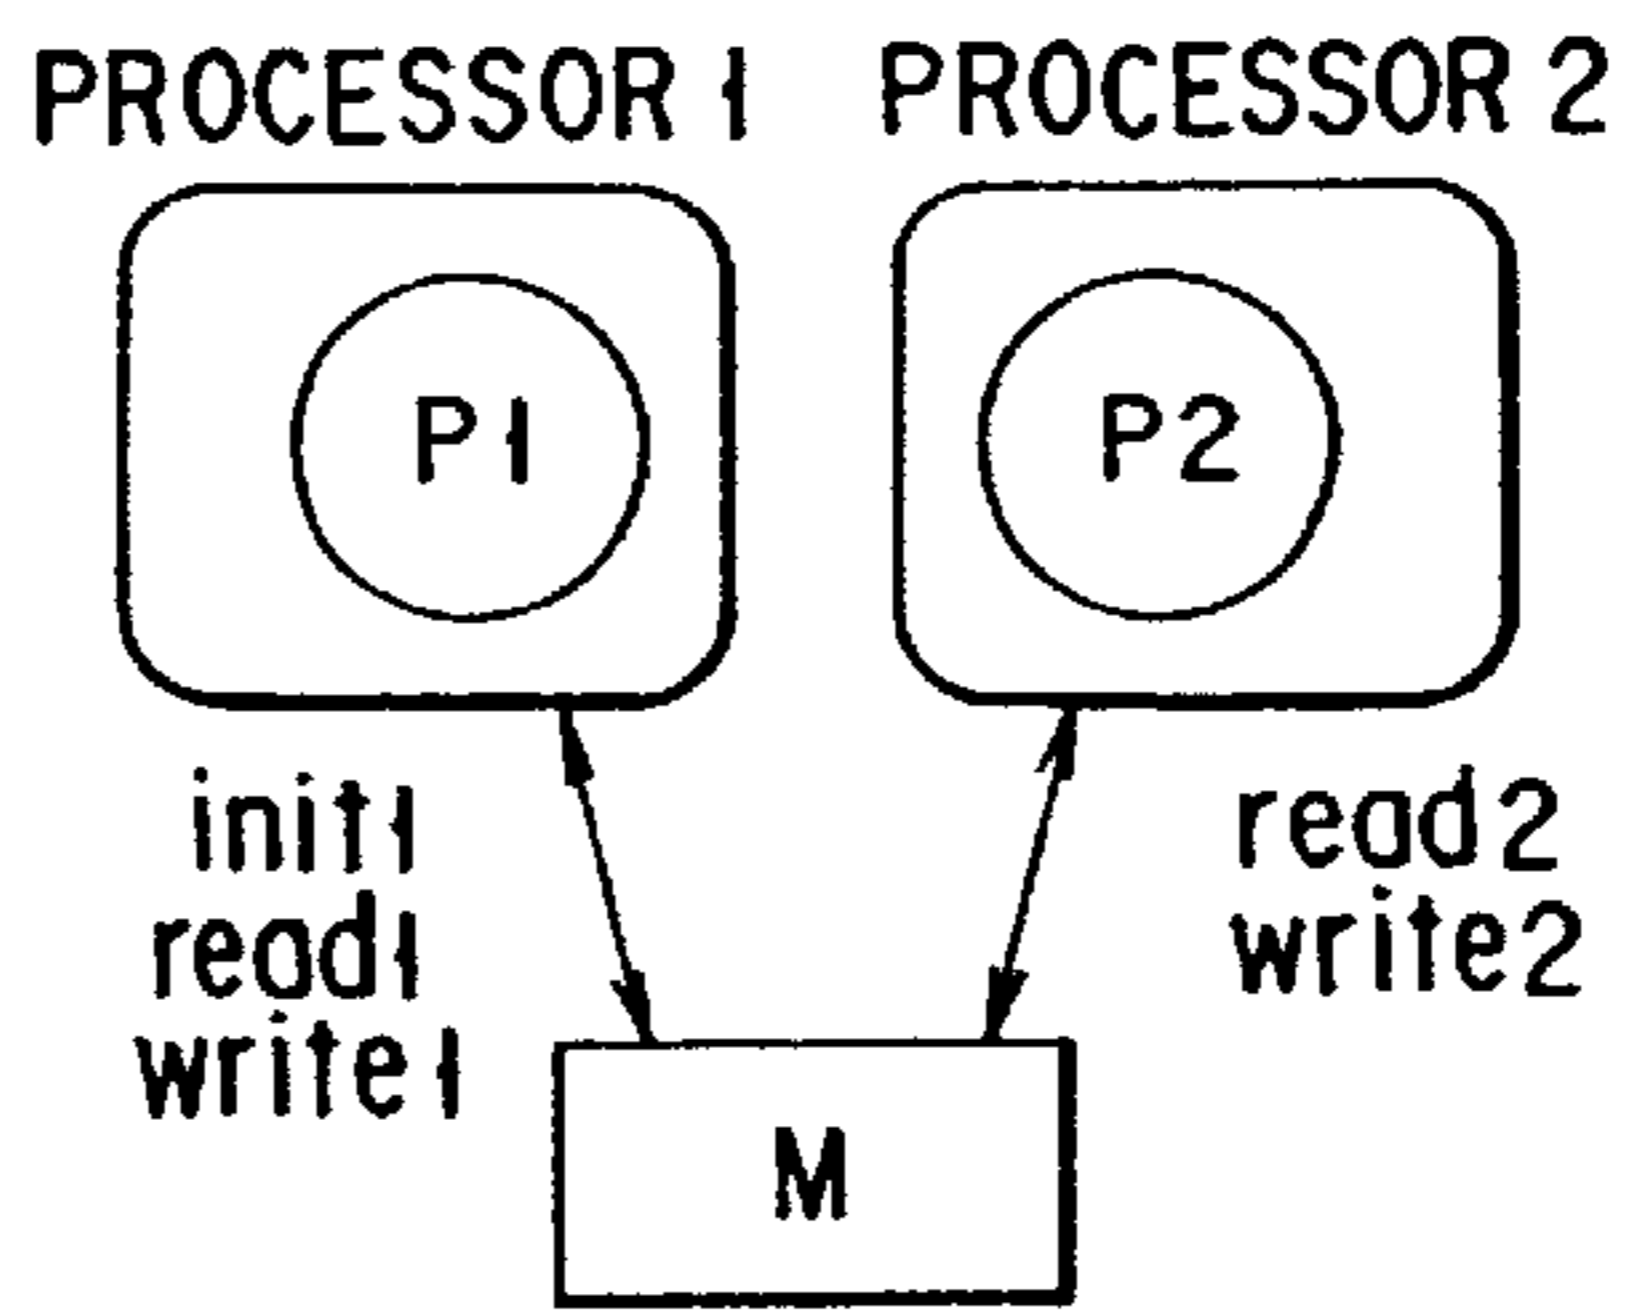 PROCESSOR 1
PROCESSOR 2
P1
P2
init1
read1
write1
read2
write2
M